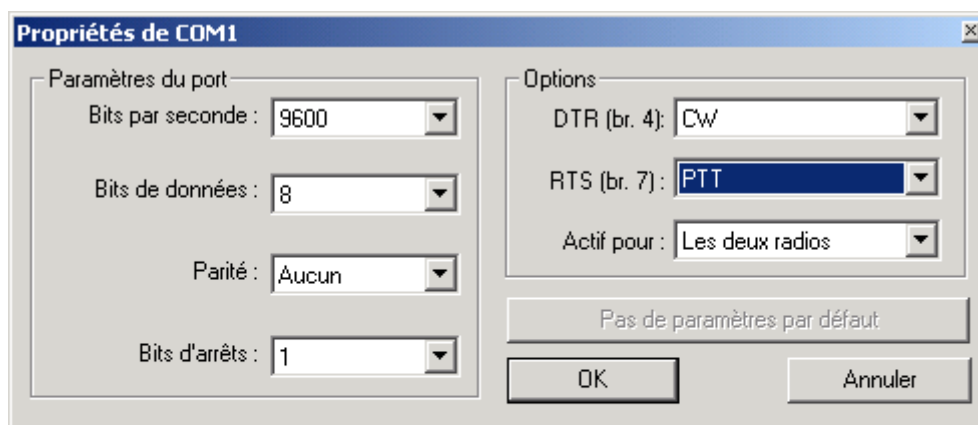 Propriétés de COM1
Paramètres du port
Bits par seconde : 9600
Bits de données : 8
Parité : Aucun
Bits d'arrêts : 1
Options
DTR (br. 4): CW
RTS (br. 7) : PTT
Actif pour : Les deux radios
Pas de paramètres par défaut
OK
Annuler